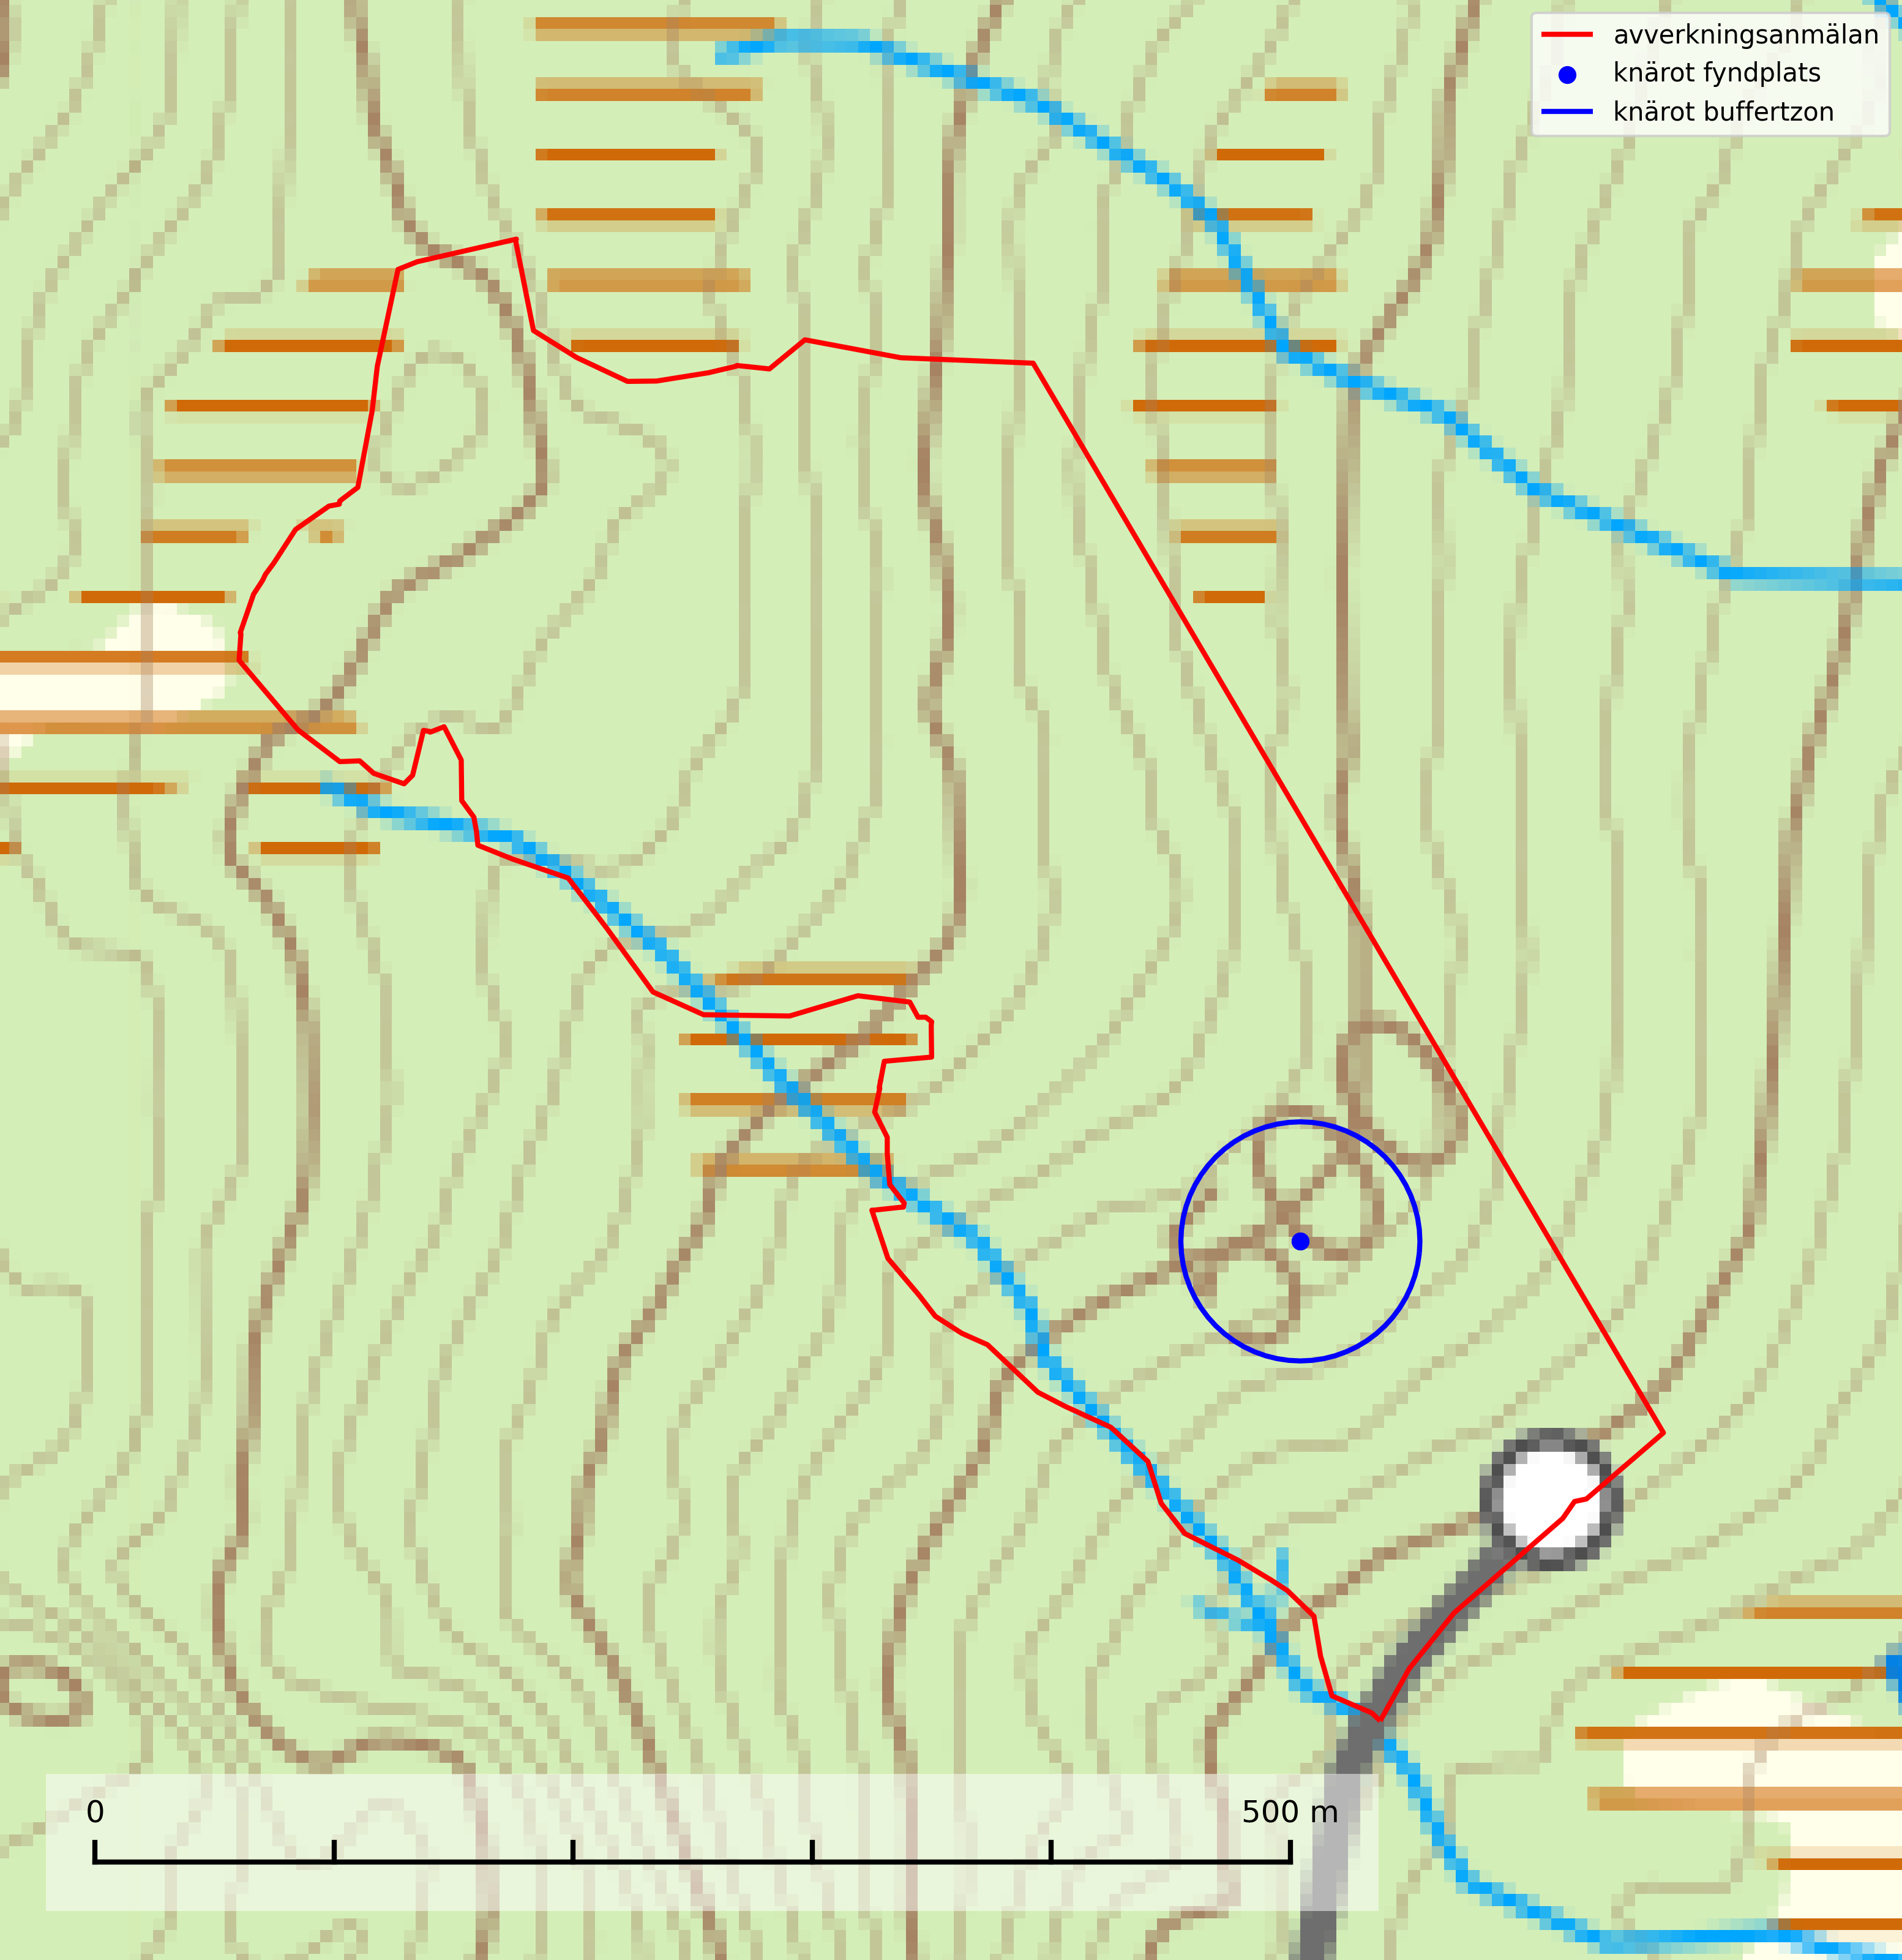 avverkningsanmälan
knärot fyndplats
knärot buffertzon
0 500 m